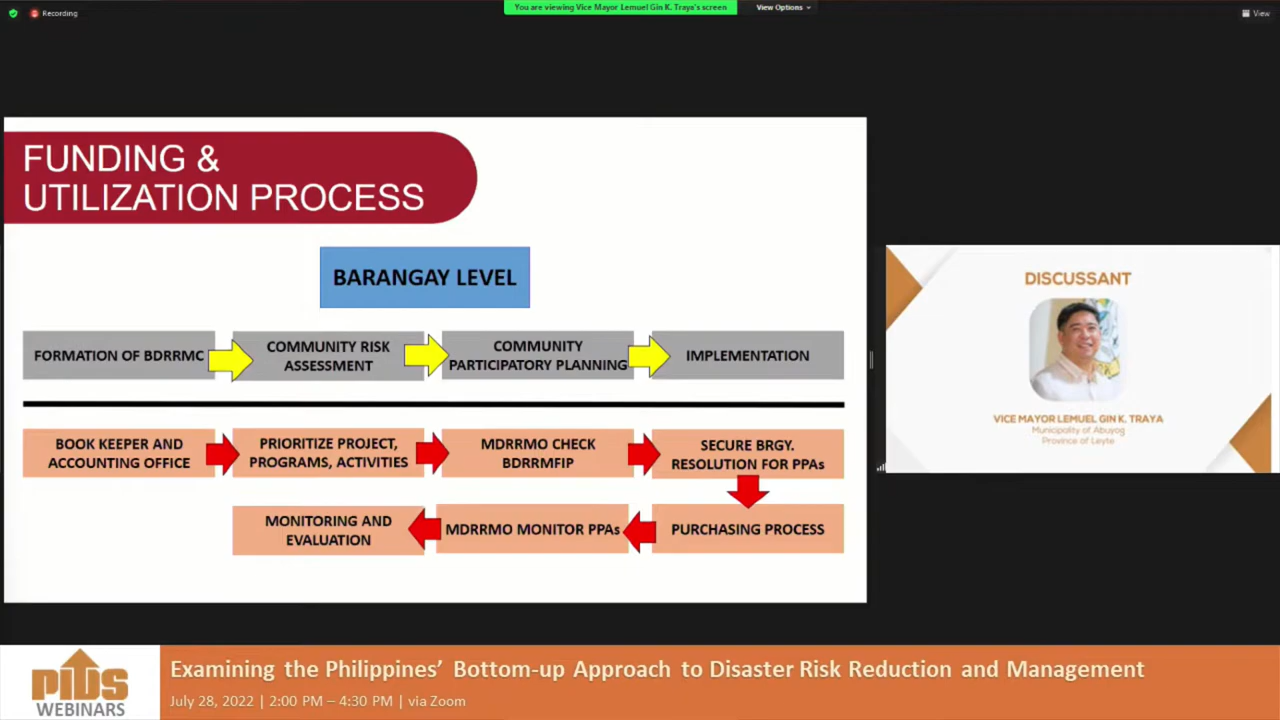 Recording
You are viewing Vice Mayor Lemuel Gin K. Traya's screen
View Options
View
FUNDING &
UTILIZATION PROCESS
BARANGAY LEVEL
FORMATION OF BDRRMC
COMMUNITY RISK
ASSESSMENT
COMMUNITY
PARTICIPATORY PLANNING
IMPLEMENTATION
BOOK KEEPER AND
ACCOUNTING OFFICE
PRIORITIZE PROJECT,
PROGRAMS, ACTIVITIES
MDRRMO CHECK
BDRRMFIP
SECURE BRGY.
RESOLUTION FOR PPAs
PURCHASING PROCESS
MDRRMO MONITOR PPAs
MONITORING AND
EVALUATION
DISCUSSANT
VICE MAYOR LEMUEL GIN K. TRAYA
Municipality of Abuyog
Province of Leyte
PIDS
WEBINARS
Examining the Philippines' Bottom-up Approach to Disaster Risk Reduction and Management
July 28, 2022 | 2:00 PM – 4:30 PM | via Zoom